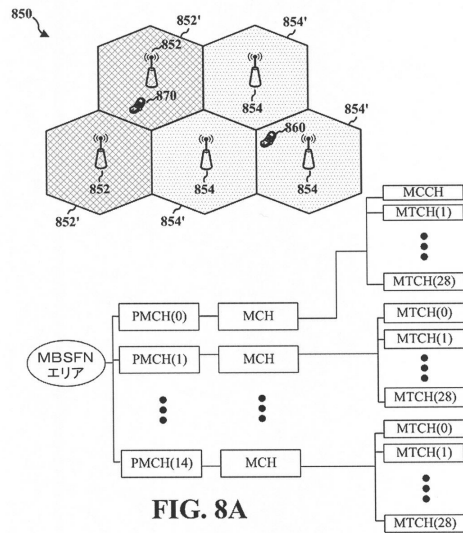 850
852'
852
854'
870
854
860
854'
852
854
854
852'
854'
MCCH
MTCH(1)
MTCH(28)
PMCH(0)
MCH
MTCH(0)
MBSFN
エリア
PMCH(1)
MCH
MTCH(1)
MTCH(28)
MTCH(0)
PMCH(14)
MCH
MTCH(1)
MTCH(28)
FIG. 8A